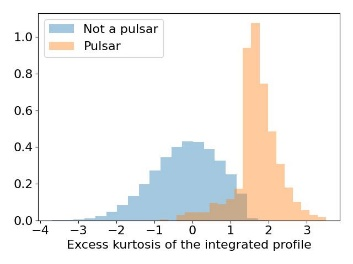 Not a pulsar
Pulsar
1.0
0.8
0.6
0.4
0.2
0.0
−4 −3 −2 −1 0 1 2 3
Excess kurtosis of the integrated profile